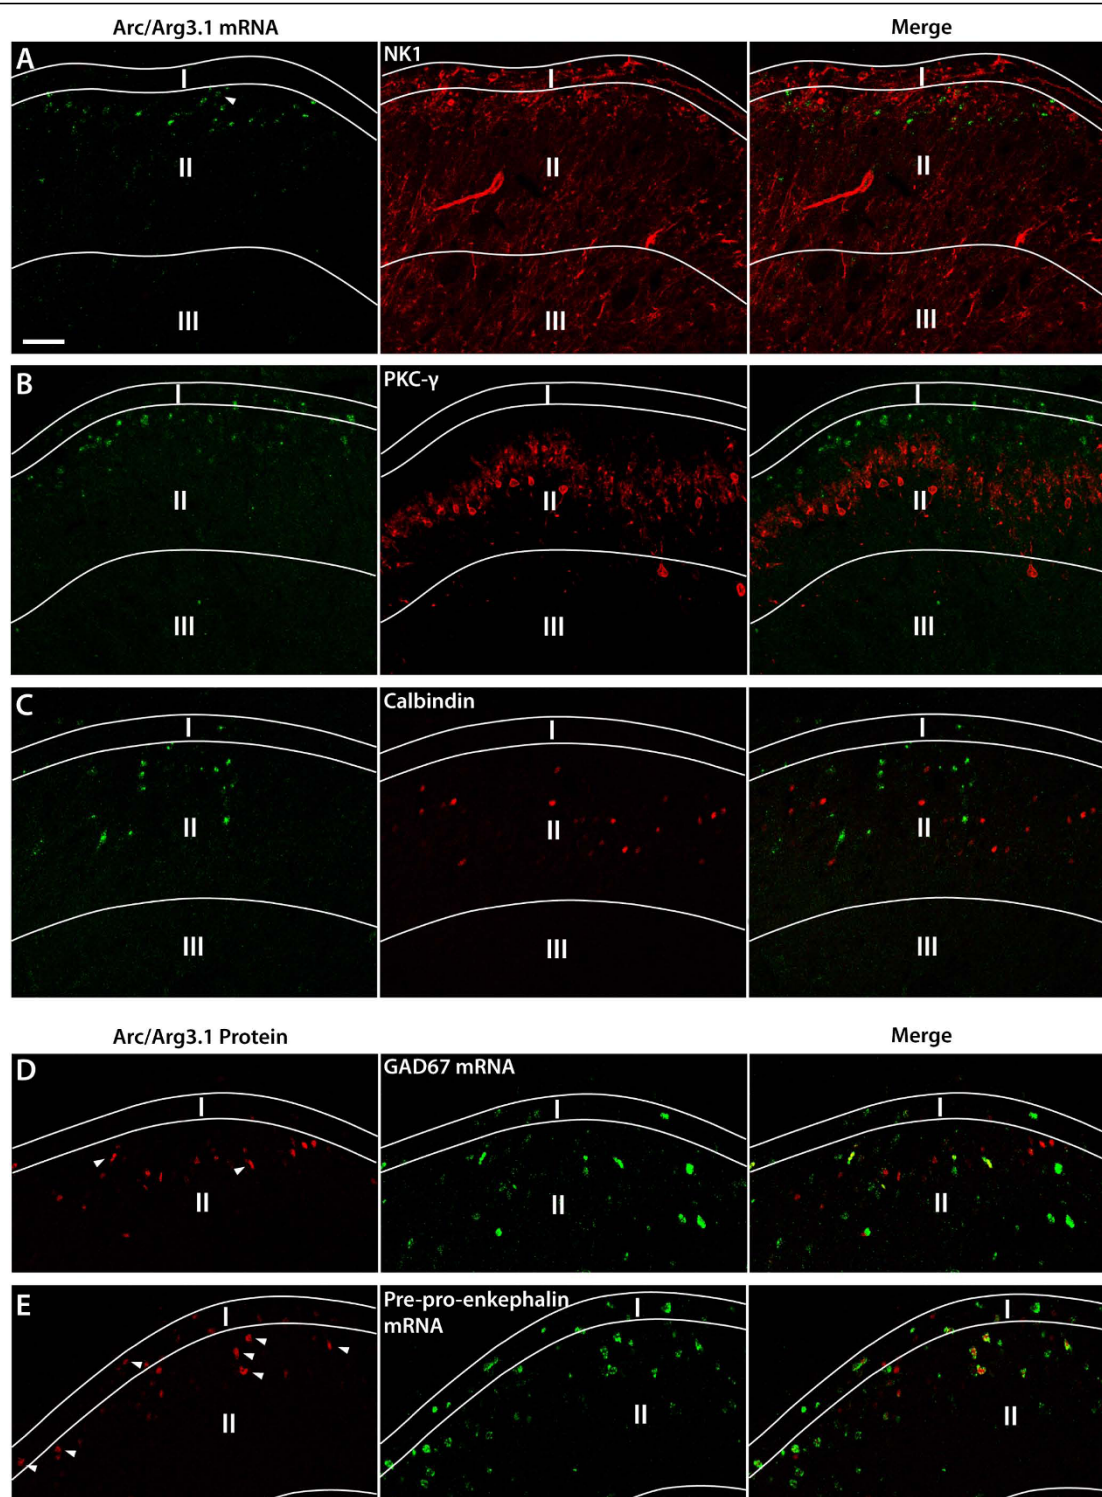 Arc/Arg3.1 mRNA Merge
A NK1
I I I
II II II
III III III
B PKC-γ
I I I
II II II
III III III
C Calbindin
I I I
II II II
III III III
Arc/Arg3.1 Protein Merge
D GAD67 mRNA
I I I
II II II
E Pre-pro-enkephalin
mRNA
I I I
II II II